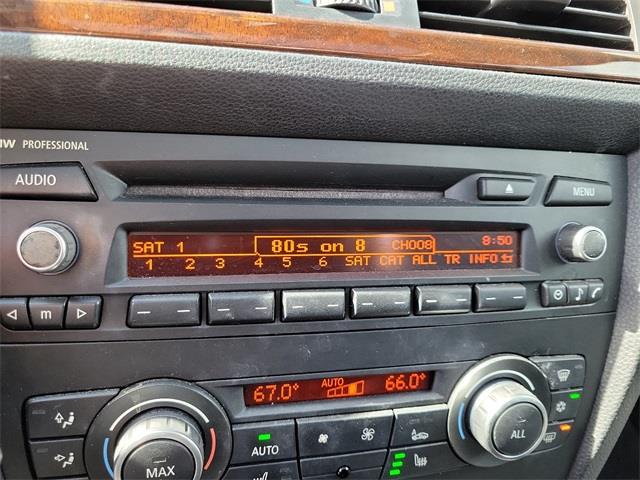 PROFESSIONAL
AUDIO
MENU
SAT 1 80s on 8 CH008 8:50
1 2 3 4 5 6 SAT CAT ALL TR INFO
m
67.0° AUTO 66.0°
MAX
AUTO
ALL